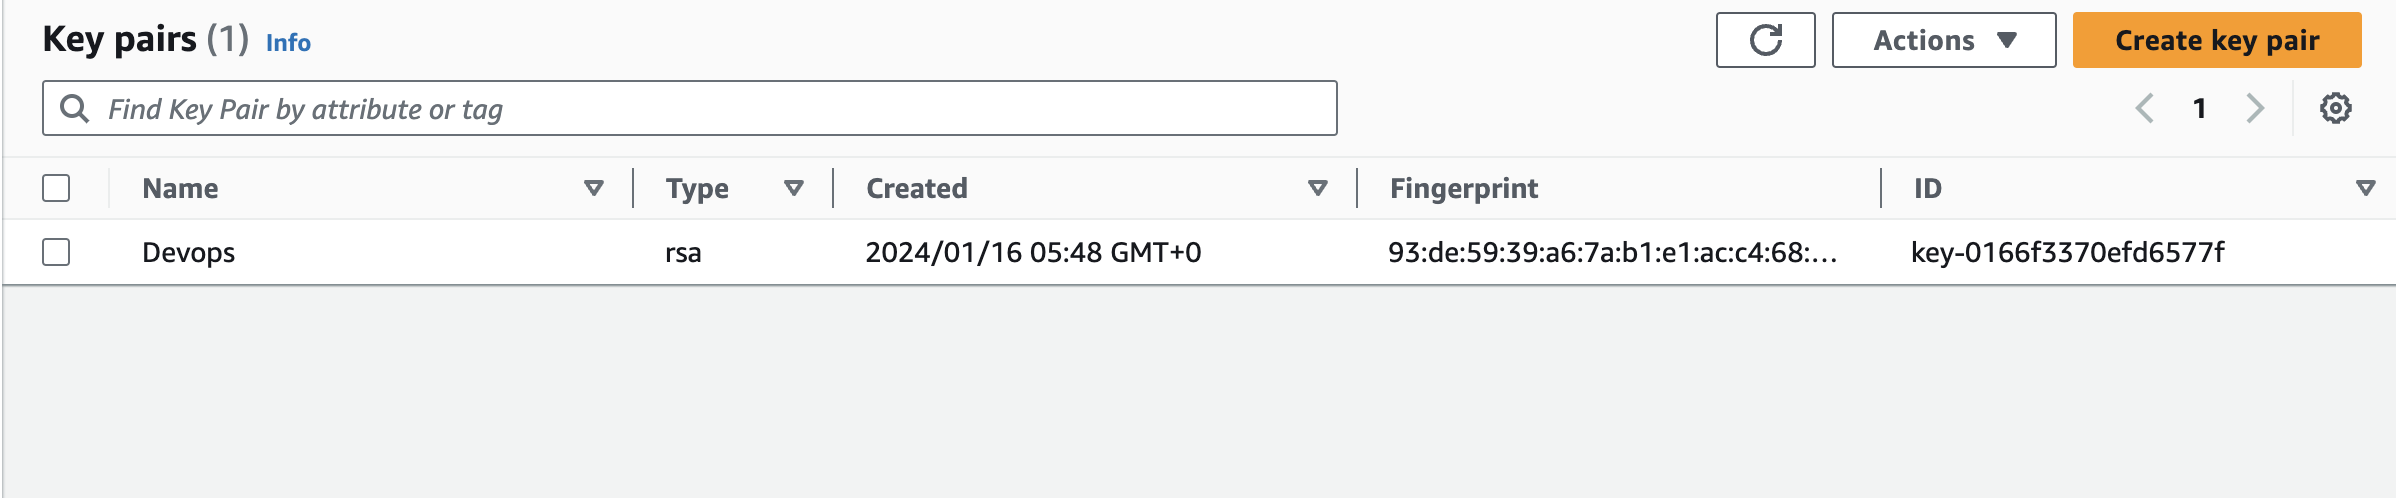 Key pairs (1) Info
Actions
Create key pair
Find Key Pair by attribute or tag
1
Name Type Created Fingerprint ID
Devops rsa 2024/01/16 05:48 GMT+0 93:de:59:39:a6:7a:b1:e1:ac:c4:68:... key-0166f3370efd6577f